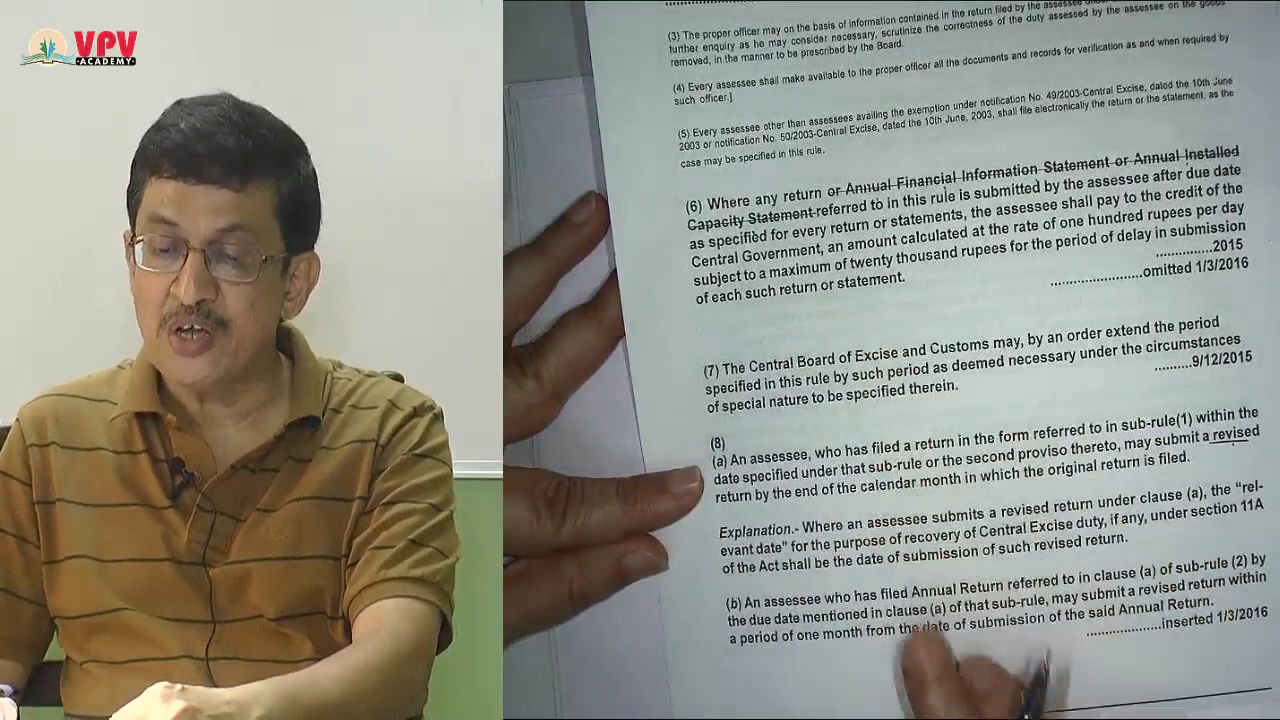 VPV
ACADEMY
(3) The proper officer may on the basis of information contained in the return filed by the assessee
further enquiry as he may consider necessary, scrutinize the correctness of the duty assessed by the assessee on the goods
removed, in the manner to be prescribed by the Board.
(4) Every assessee shall make available to the proper officer all the documents and records for verification as and when required by
such officer.]
(5) Every assessee other than assessees availing the exemption under notification No. 49/2003-Central Excise, dated the 10th June
2003 or notification No. 50/2003-Central Excise, dated the 10th June, 2003, shall file electronically the return or the statement, as the
case may be specified in this rule.
(6) Where any return or Annual Financial Information Statement or Annual Installed
Capacity Statement referred to in this rule is submitted by the assessee after due date
as specified for every return or statements, the assessee shall pay to the credit of the
Central Government, an amount calculated at the rate of one hundred rupees per day
subject to a maximum of twenty thousand rupees for the period of delay in submission
of each such return or statement.
..............2015
.......................omitted 1/3/2016
(7) The Central Board of Excise and Customs may, by an order extend the period
specified in this rule by such period as deemed necessary under the circumstances
of special nature to be specified therein.
..........9/12/2015
(8)
(a) An assessee, who has filed a return in the form referred to in sub-rule(1) within the
date specified under that sub-rule or the second proviso thereto, may submit a revised
return by the end of the calendar month in which the original return is filed.
Explanation.- Where an assessee submits a revised return under clause (a), the “rel-
evant date” for the purpose of recovery of Central Excise duty, if any, under section 11A
of the Act shall be the date of submission of such revised return.
(b) An assessee who has filed Annual Return referred to in clause (a) of sub-rule (2) by
the due date mentioned in clause (a) of that sub-rule, may submit a revised return within
a period of one month from the date of submission of the said Annual Return.
...................inserted 1/3/2016